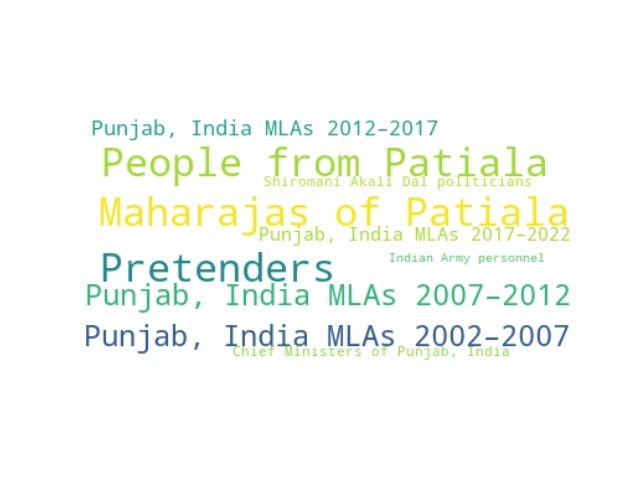 Punjab, India MLAs 2012–2017
People from Patiala
Shiromani Akali Dal politicians
Maharajas of Patiala
Punjab, India MLAs 2017–2022
Indian Army personnel
Pretenders
Punjab, India MLAs 2007–2012
Punjab, India MLAs 2002–2007
Chief Ministers of Punjab, India